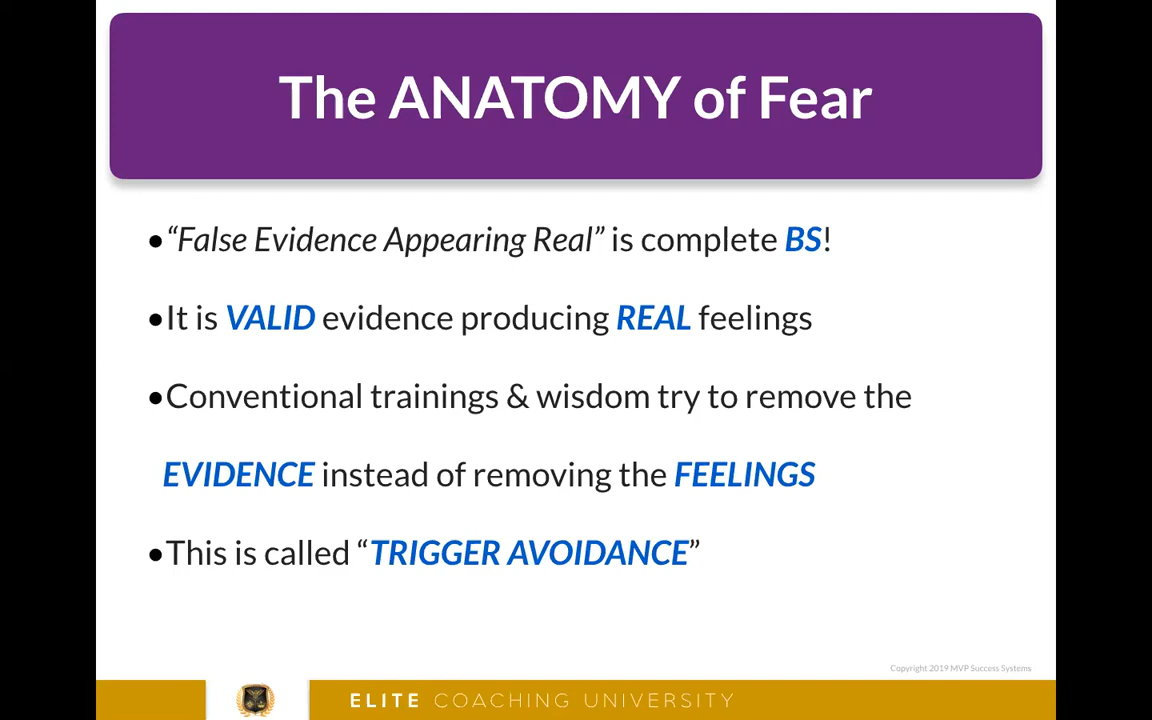 The ANATOMY of Fear
•“False Evidence Appearing Real” is complete BS!
•It is VALID evidence producing REAL feelings
•Conventional trainings & wisdom try to remove the
EVIDENCE instead of removing the FEELINGS
•This is called “TRIGGER AVOIDANCE”
Copyright 2019 MVP Success Systems
ELITE COACHING UNIVERSITY